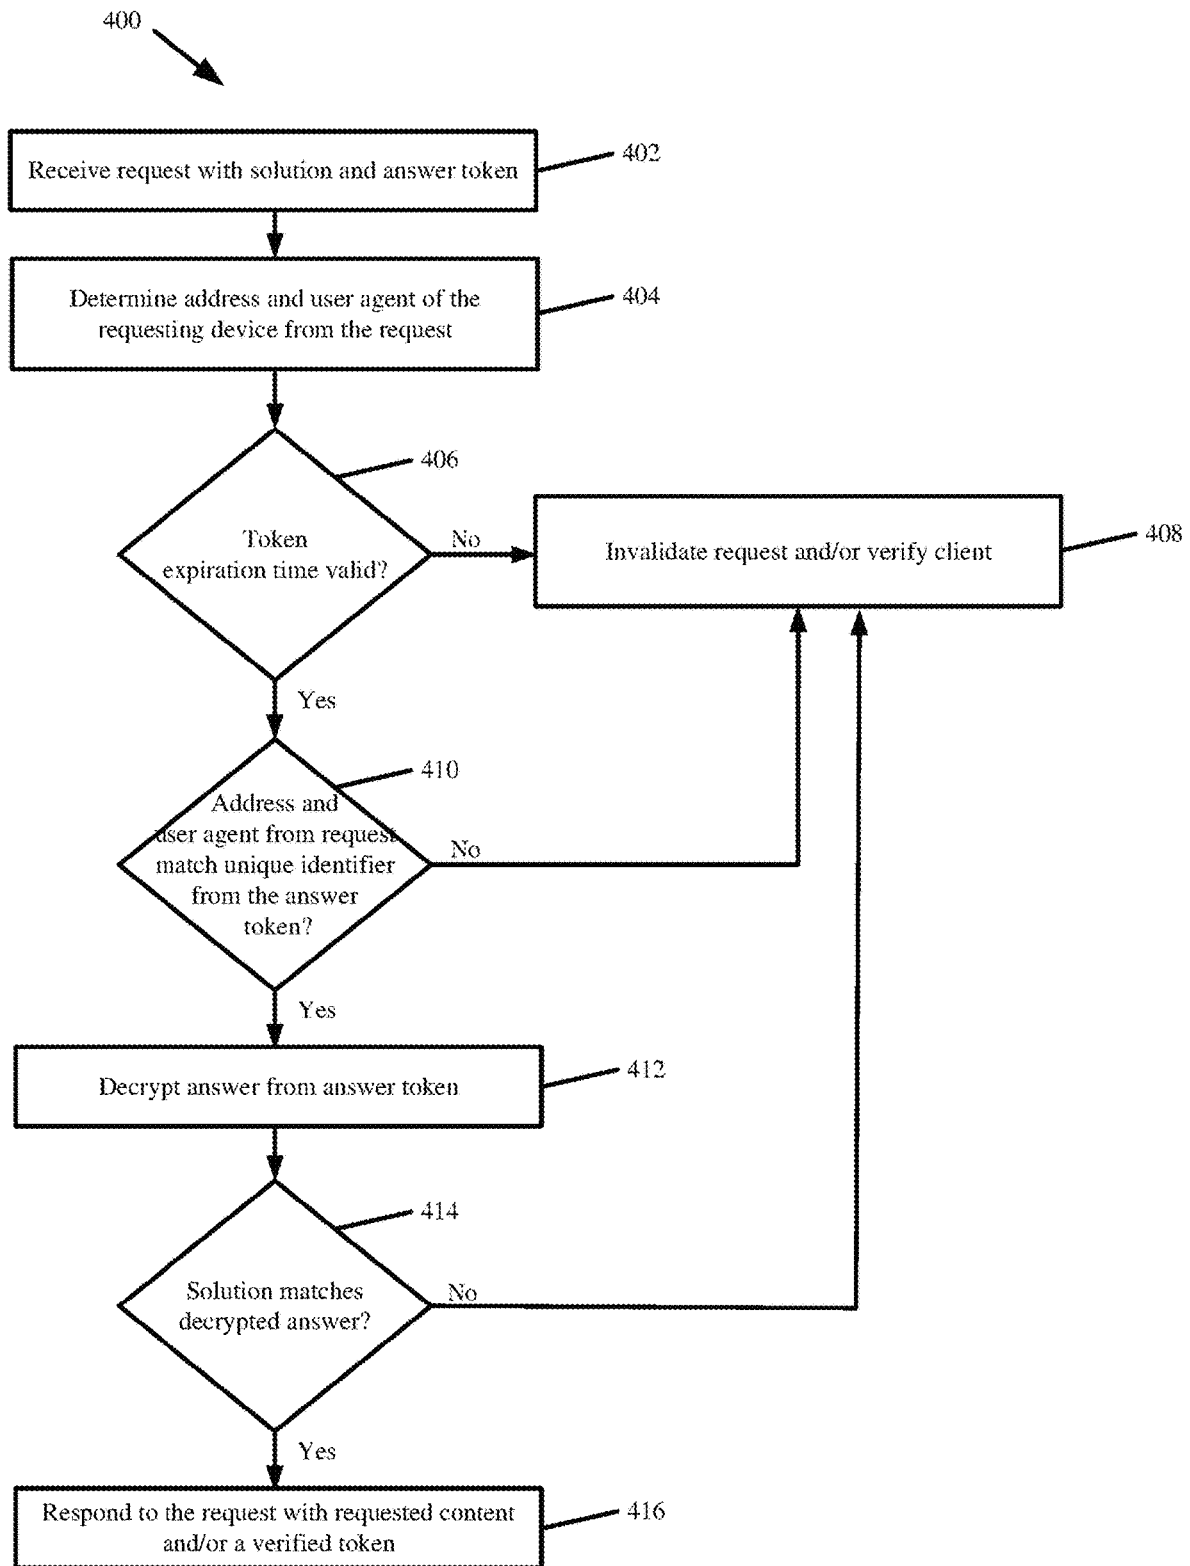 400
Receive request with solution and answer token
402
Determine address and user agent of the
requesting device from the request
404
406
Token
expiration time valid?
No
Invalidate request and/or verify client
408
Yes
410
Address and
user agent from request
match unique identifier
from the answer
token?
No
Yes
Decrypt answer from answer token
412
414
Solution matches
decrypted answer?
No
Yes
Respond to the request with requested content
and/or a verified token
416